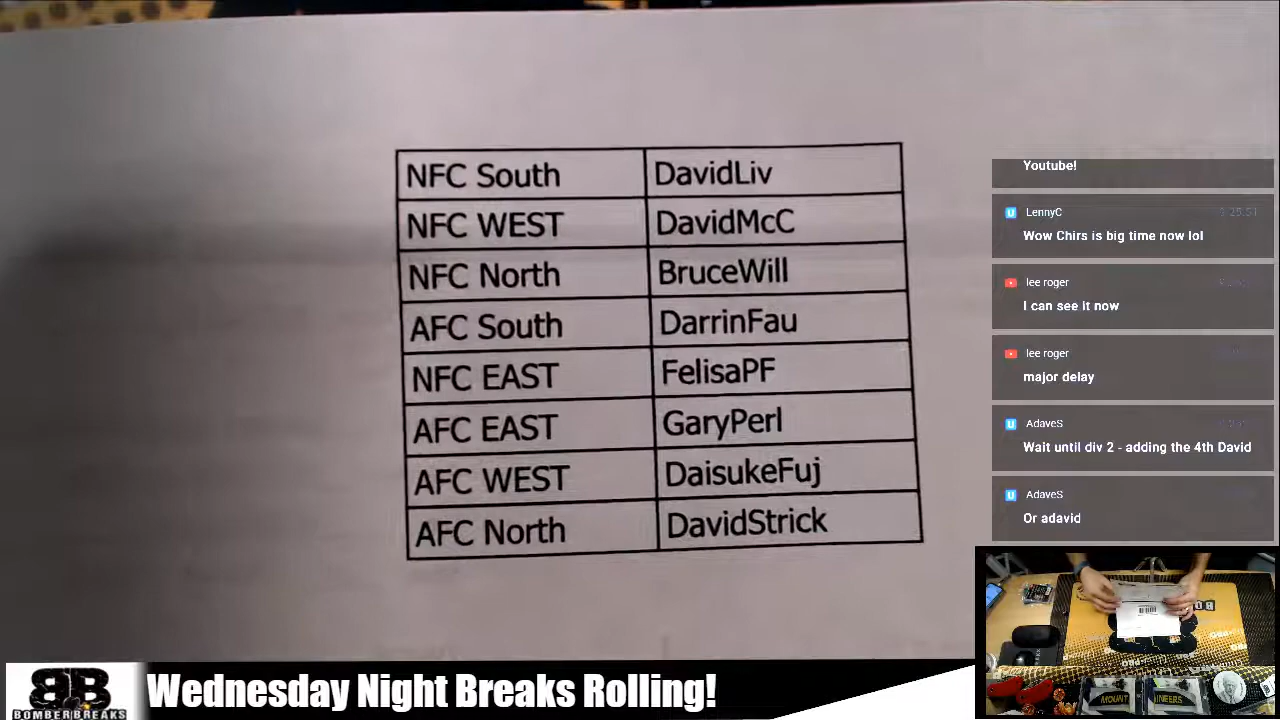 NFC South DavidLiv
NFC WEST DavidMcC
NFC North BruceWill
AFC South DarrinFau
NFC EAST FelisaPF
AFC EAST GaryPerl
AFC WEST DaisukeFuj
AFC North DavidStrick
Youtube!
LennyC
Wow Chirs is big time now lol
lee roger
I can see it now
lee roger
major delay
AdaveS
Wait until div 2 - adding the 4th David
AdaveS
Or adavid
MOUNT INEERS
BB
BOMBER BREAKS
Wednesday Night Breaks Rolling!